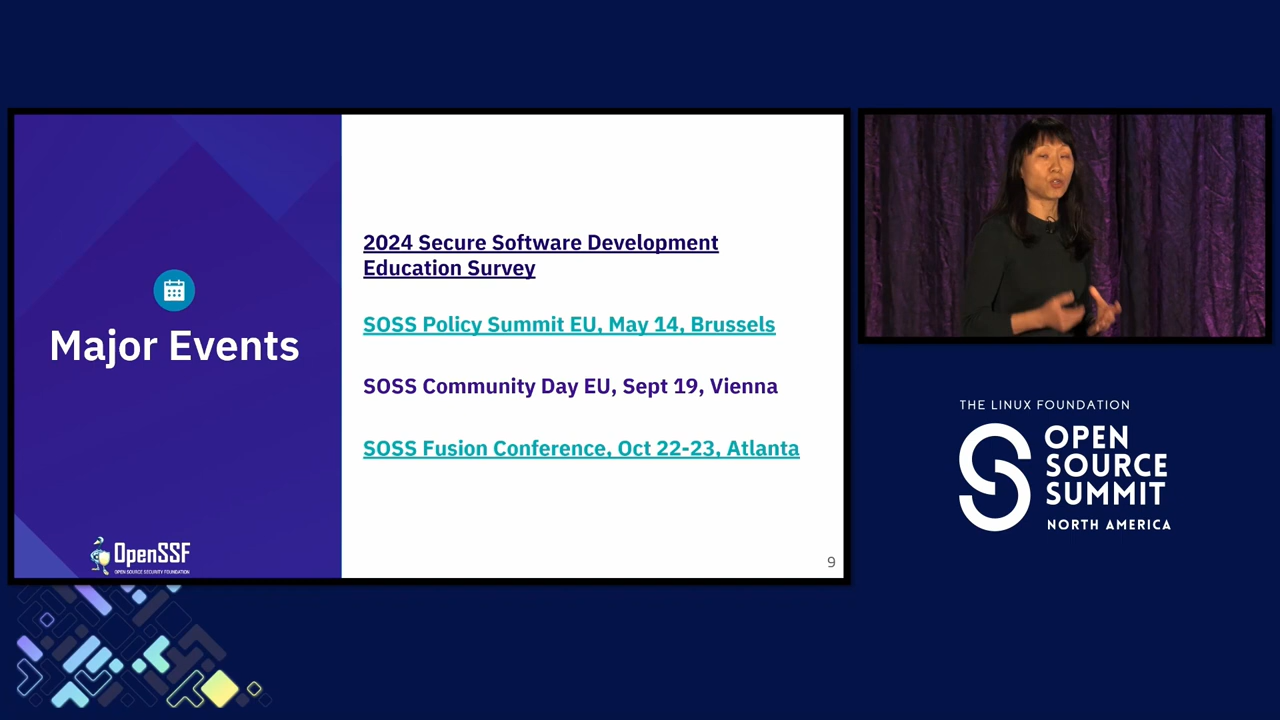 Major Events
2024 Secure Software Development
Education Survey
SOSS Policy Summit EU, May 14, Brussels
SOSS Community Day EU, Sept 19, Vienna
SOSS Fusion Conference, Oct 22-23, Atlanta
OpenSSF
OPEN SOURCE SECURITY FOUNDATION
9
THE LINUX FOUNDATION
OPEN
SOURCE
SUMMIT
NORTH AMERICA